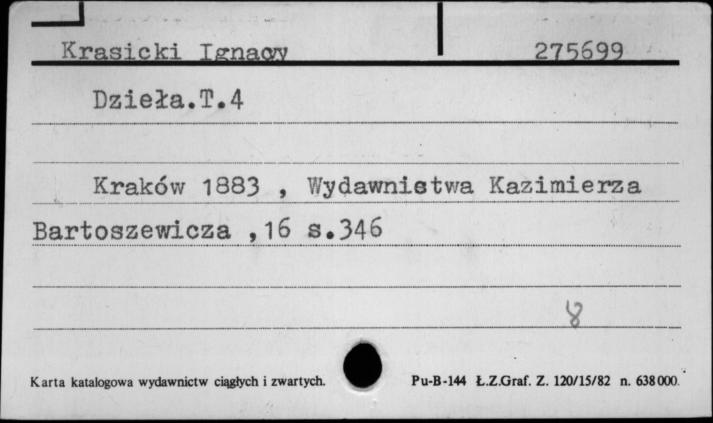 Krasicki Ignacy 275699
Dzieła.T.4
Kraków 1883 , Wydawnictwa Kazimierza
Bartoszewicza ,16 s.346
8
Karta katalogowa wydawnictw ciągłych i zwartych. Pu-B-144 Ł.Z.Graf. Z. 120/15/82 n. 638000.